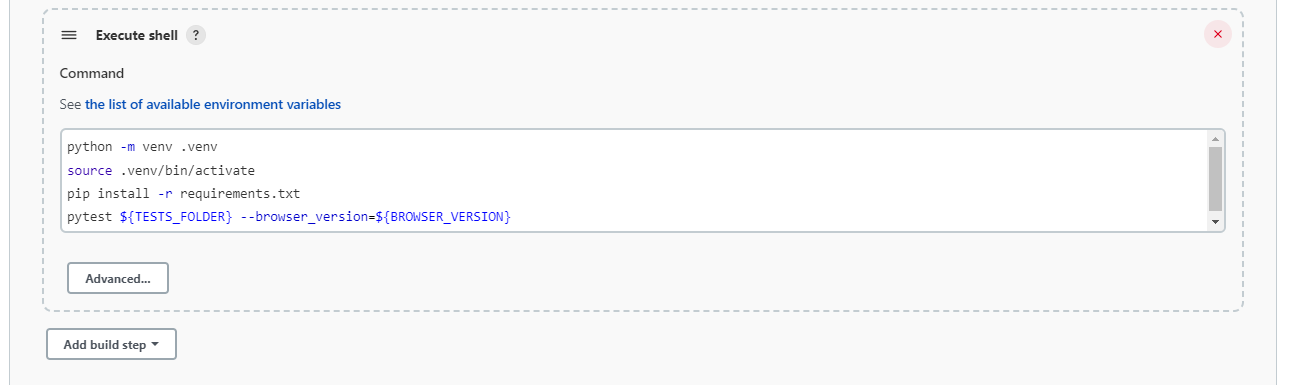 Execute shell ?
Command
See the list of available environment variables
python -m venv .venv
source .venv/bin/activate
pip install -r requirements.txt
pytest ${TESTS_FOLDER} --browser_version=${BROWSER_VERSION}
Advanced...
Add build step